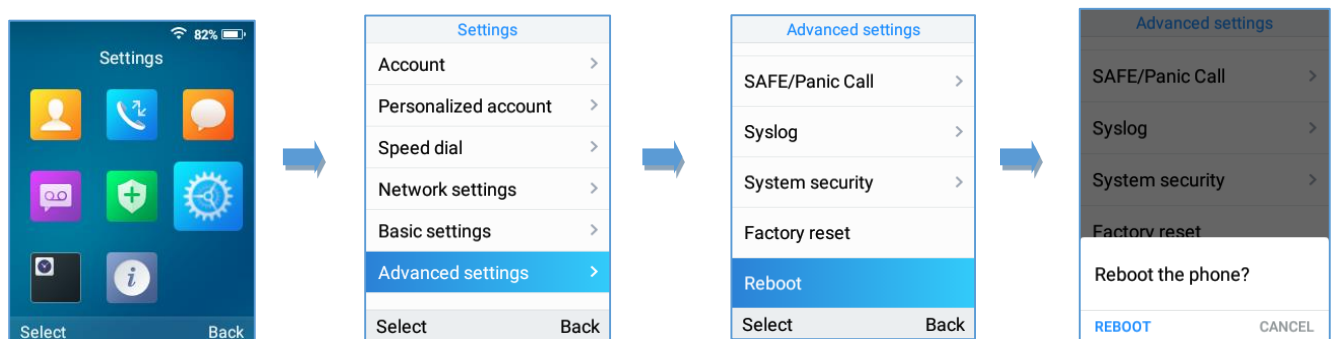 82%
Settings
Select Back
Settings
Account
Personalized account
Speed dial
Network settings
Basic settings
Advanced settings
Select Back
Advanced settings
SAFE/Panic Call
Syslog
System security
Factory reset
Reboot
Select Back
Advanced settings
SAFE/Panic Call
Syslog
System security
Factory reset
Reboot the phone?
REBOOT CANCEL